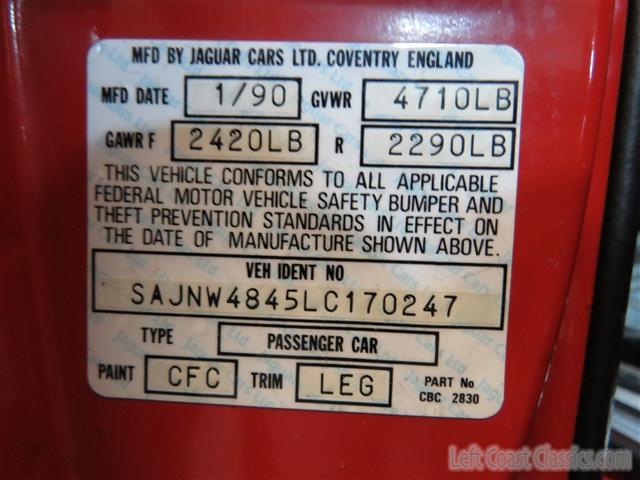 MFD BY JAGUAR CARS LTD. COVENTRY ENGLAND
MFD DATE 1/90 GVWR 4710LB
GAWR F 2420LB R 2290LB
THIS VEHICLE CONFORMS TO ALL APPLICABLE
FEDERAL MOTOR VEHICLE SAFETY BUMPER AND
THEFT PREVENTION STANDARDS IN EFFECT ON
THE DATE OF MANUFACTURE SHOWN ABOVE.
VEH IDENT NO
SAJNW4845LC170247
TYPE PASSENGER CAR
PAINT CFC TRIM LEG PART No
CBC 2830
Left Coast Classics.com